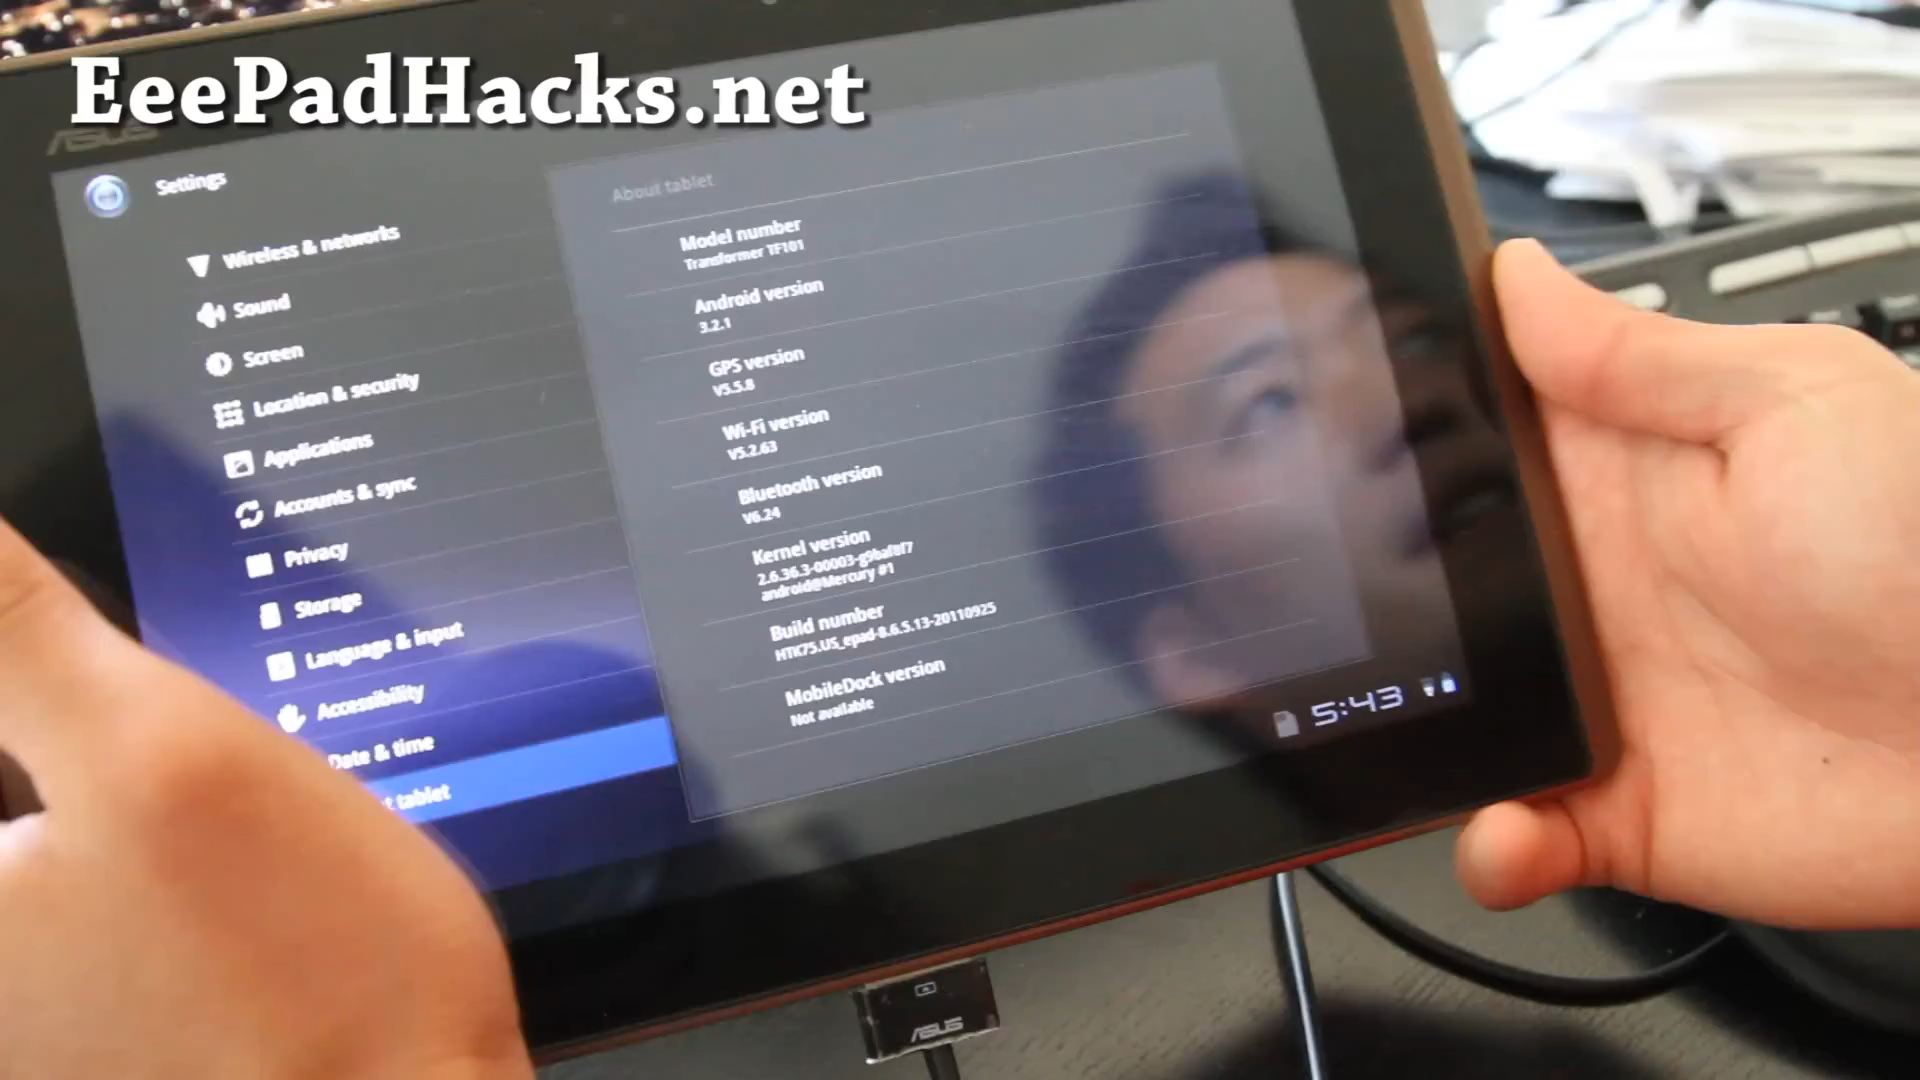 EeePadHacks.net
ASUS
Settings
Wireless & networks
Sound
Screen
Location & security
Applications
Accounts & sync
Privacy
Storage
Language & input
Accessibility
Date & time
t tablet
About tablet
Model number
Transformer TF101
Android version
3.2.1
GPS version
V5.5.8
Wi-Fi version
V5.2.63
Bluetooth version
V6.24
Kernel version
2.6.36.3-00003-g9baf8f7
android@Mercury #1
Build number
HTK75.US_epad-8.6.5.13-20110925
MobileDock version
Not available
5:43
ASUS